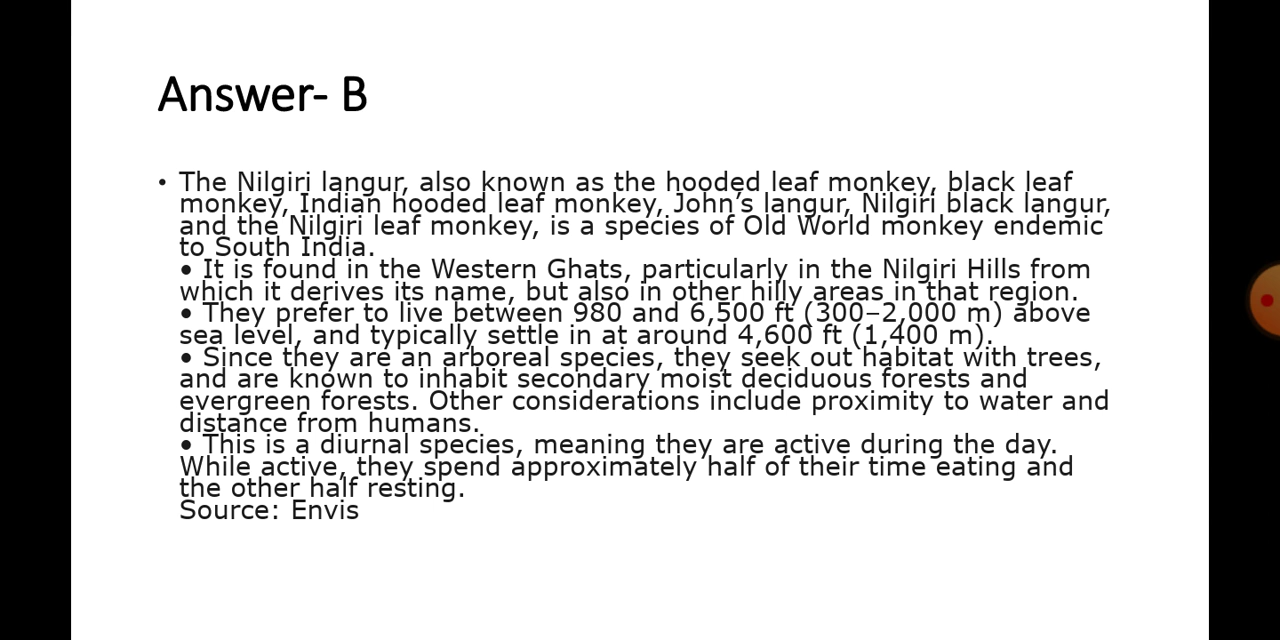 Answer- B
• The Nilgiri langur, also known as the hooded leaf monkey, black leaf
monkey, Indian hooded leaf monkey, John’s langur, Nilgiri black langur,
and the Nilgiri leaf monkey, is a species of Old World monkey endemic
to South India.
• It is found in the Western Ghats, particularly in the Nilgiri Hills from
which it derives its name, but also in other hilly areas in that region.
• They prefer to live between 980 and 6,500 ft (300–2,000 m) above
sea level, and typically settle in at around 4,600 ft (1,400 m).
• Since they are an arboreal species, they seek out habitat with trees,
and are known to inhabit secondary moist deciduous forests and
evergreen forests. Other considerations include proximity to water and
distance from humans.
• This is a diurnal species, meaning they are active during the day.
While active, they spend approximately half of their time eating and
the other half resting.
Source: Envis